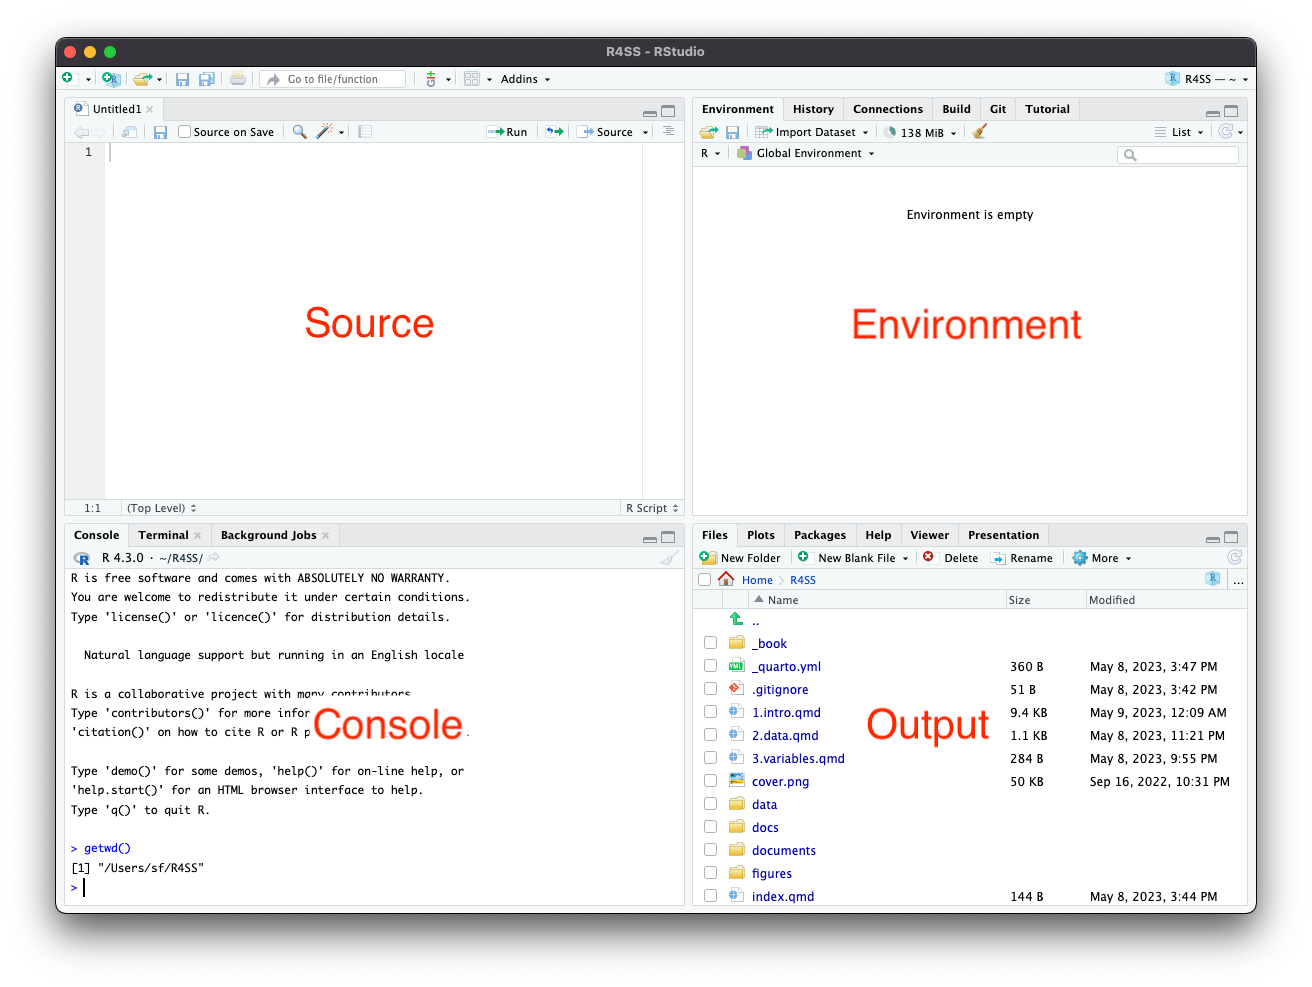 R4SS - RStudio
Go to file/function
Addins
R4SS — ~
Untitled1
Source on Save
Run
Source
1
Source
1:1
(Top Level)
R Script
Environment History Connections Build Git Tutorial
Import Dataset
138 MiB
List
R
Global Environment
Environment is empty
Environment
Console Terminal Background Jobs
R 4.3.0 · ~/R4SS/
R is free software and comes with ABSOLUTELY NO WARRANTY.
You are welcome to redistribute it under certain conditions.
Type 'license()' or 'licence()' for distribution details.
Natural language support but running in an English locale
R is a collaborative project with many contributors
Type 'contributors()' for more infor
'citation()' on how to cite R or R p
Console
Type 'demo()' for some demos, 'help()' for on-line help, or
'help.start()' for an HTML browser interface to help.
Type 'q()' to quit R.
> getwd()
[1] "/Users/sf/R4SS"
>
Files Plots Packages Help Viewer Presentation
New Folder New Blank File Delete Rename More
Home R4SS
...
Name Size Modified
..
_book
_quarto.yml 360 B May 8, 2023, 3:47 PM
.gitignore 51 B May 8, 2023, 3:42 PM
1.intro.qmd 9.4 KB May 9, 2023, 12:09 AM
2.data.qmd 1.1 KB May 8, 2023, 11:21 PM
3.variables.qmd 284 B May 8, 2023, 9:55 PM
cover.png 50 KB Sep 16, 2022, 10:31 PM
data
docs
documents
figures
index.qmd 144 B May 8, 2023, 3:44 PM
Output